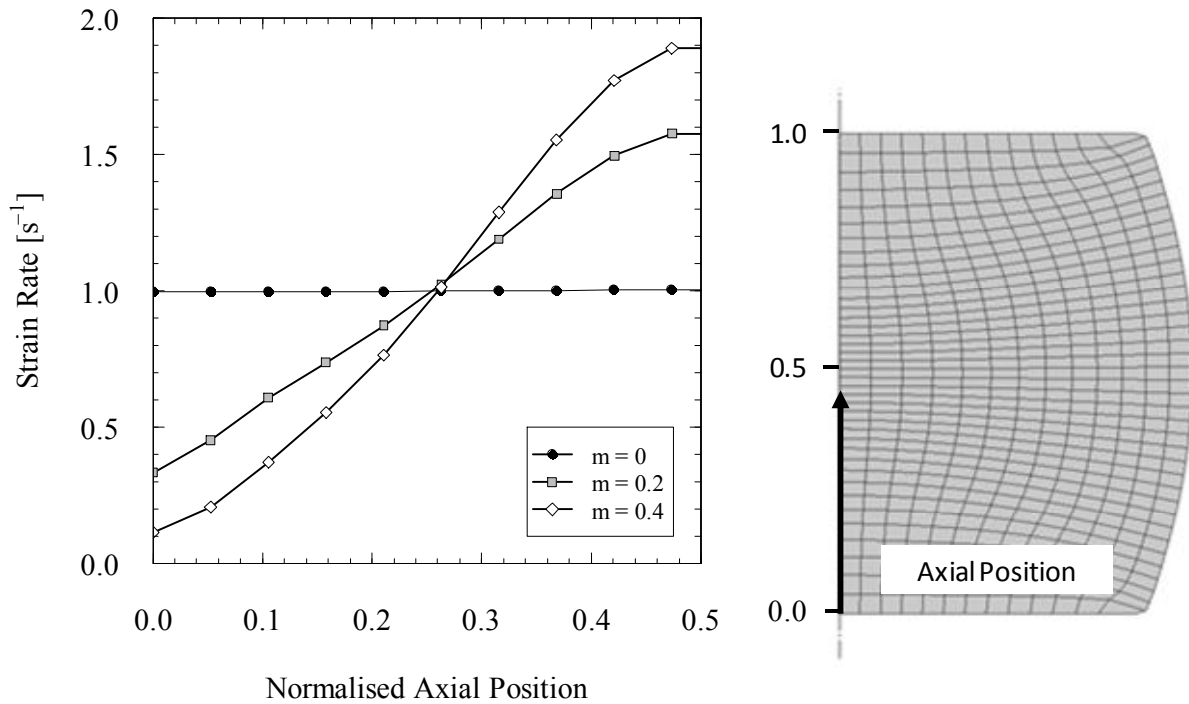 2.0
1.5
1.0
0.5
0.0
Strain Rate [s⁻¹]
m = 0
m = 0.2
m = 0.4
0.0 0.1 0.2 0.3 0.4 0.5
Normalised Axial Position
1.0
0.5
0.0
Axial Position